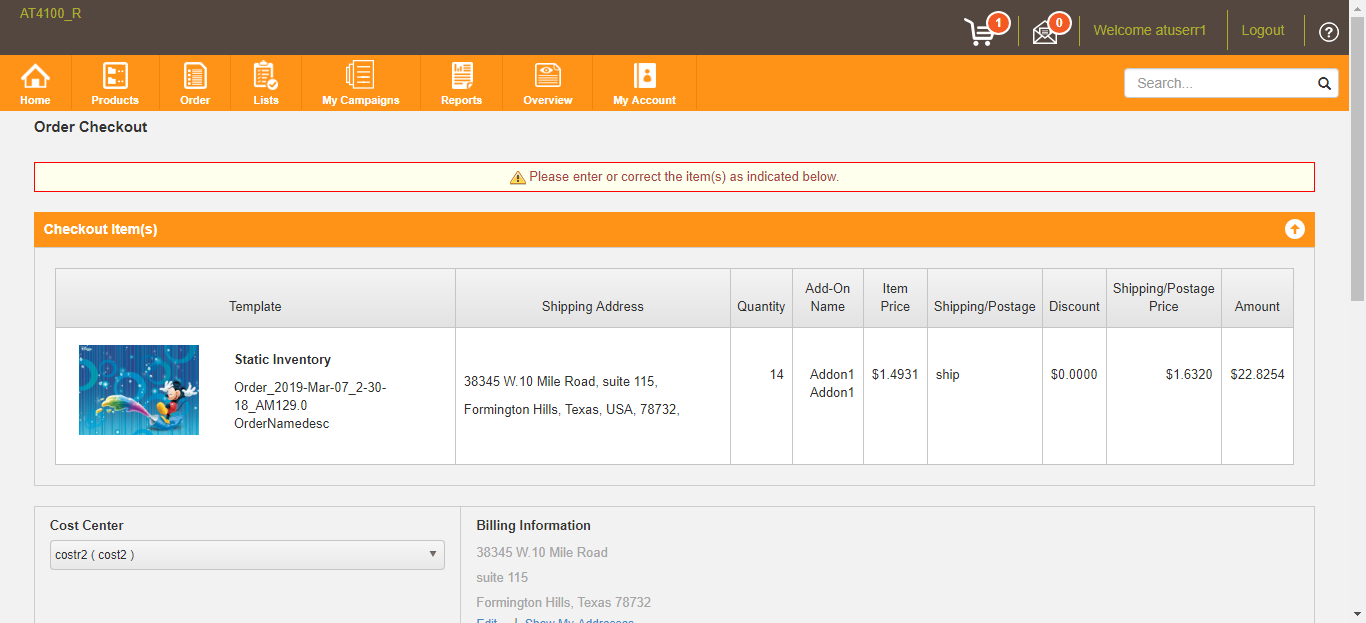 AT4100_R
1
0
Welcome atuserr1
Logout
?
Home
Products
Order
Lists
My Campaigns
Reports
Overview
My Account
Search...
Order Checkout
Please enter or correct the item(s) as indicated below.
Checkout Item(s)
Template
Shipping Address
Quantity
Add-On
Name
Item
Price
Shipping/Postage
Discount
Shipping/Postage
Price
Amount
Static Inventory
Order_2019-Mar-07_2-30-
18_AM129.0
OrderNamedesc
38345 W.10 Mile Road, suite 115,
Formington Hills, Texas, USA, 78732,
14
Addon1
Addon1
$1.4931
ship
$0.0000
$1.6320
$22.8254
Cost Center
costr2 ( cost2 )
Billing Information
38345 W.10 Mile Road
suite 115
Formington Hills, Texas 78732
Edit | Show My Addresses